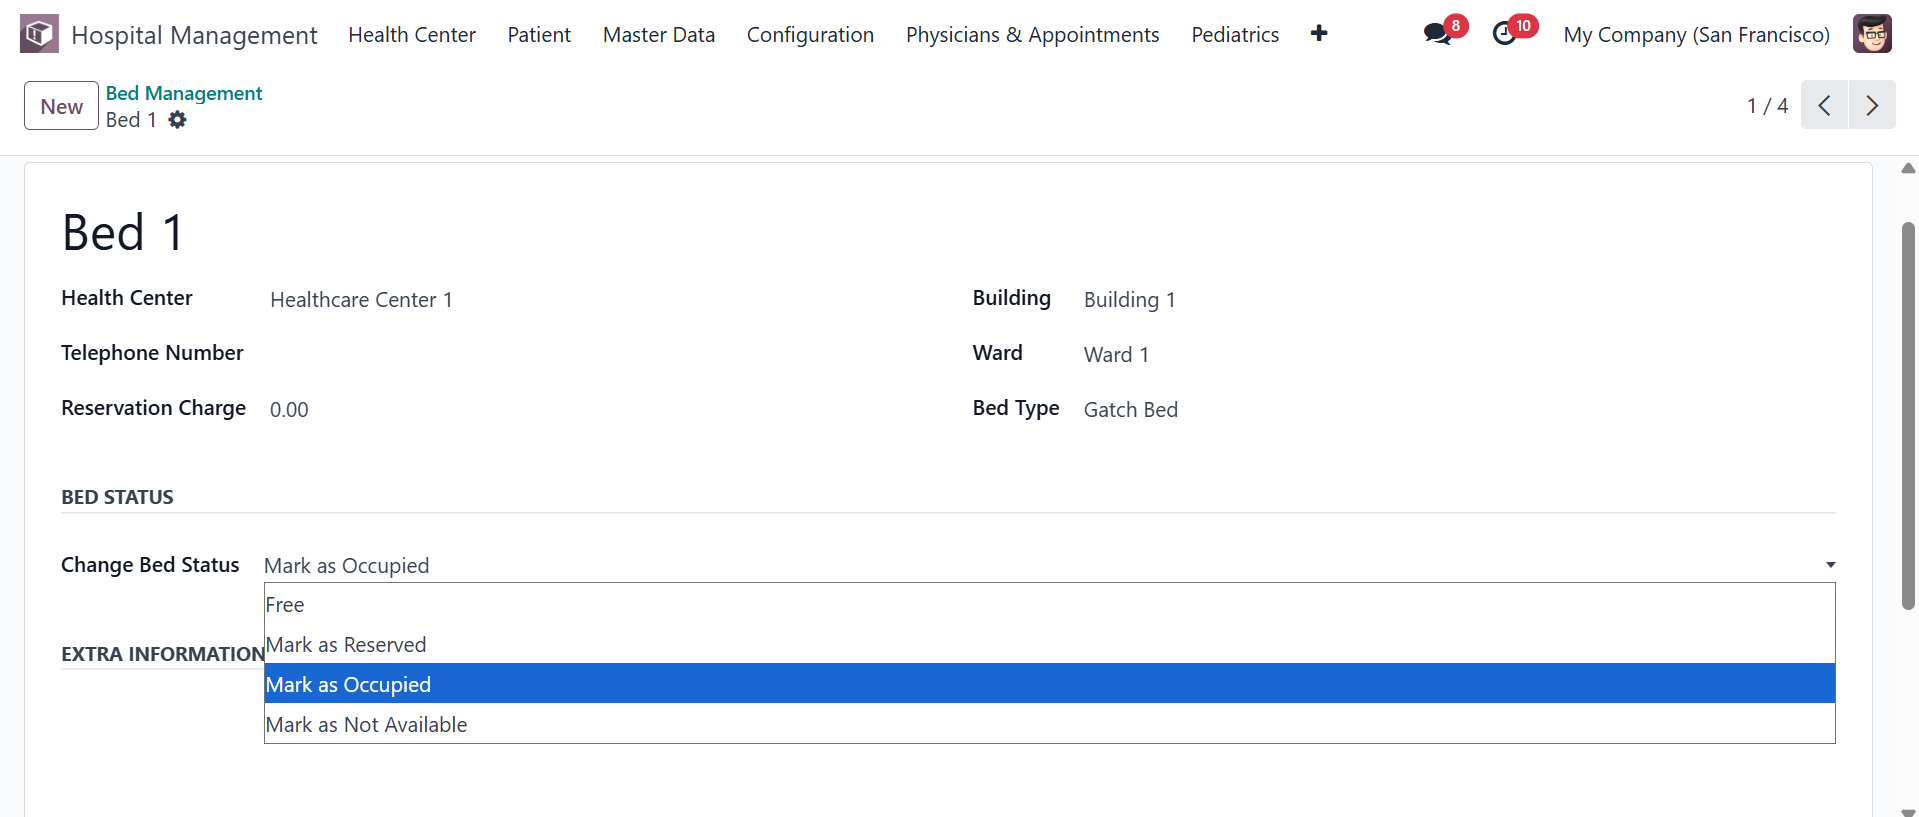 Hospital Management Health Center Patient Master Data Configuration Physicians & Appointments Pediatrics 8 10 My Company (San Francisco)
New
Bed Management
Bed 1
1 / 4
Bed 1
Health Center Healthcare Center 1 Building Building 1
Telephone Number Ward Ward 1
Reservation Charge 0.00 Bed Type Gatch Bed
BED STATUS
Change Bed Status Mark as Occupied
Free
Mark as Reserved
EXTRA INFORMATION
Mark as Occupied
Mark as Not Available